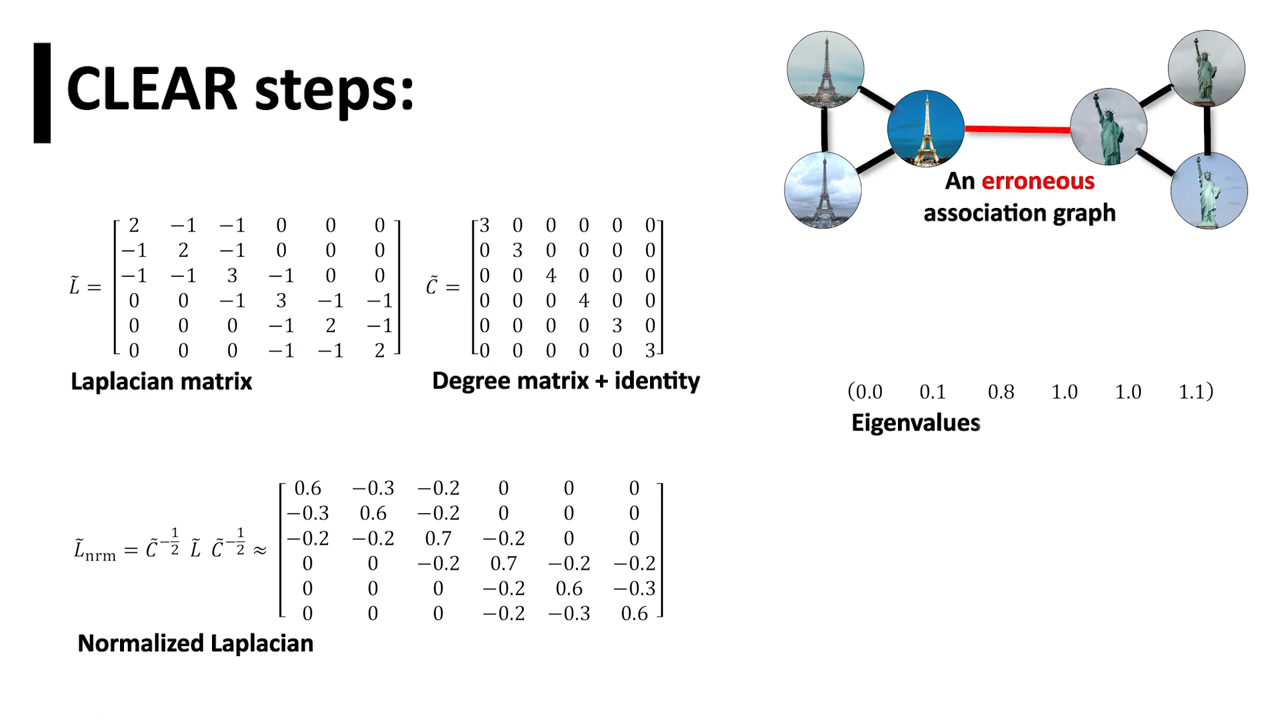 CLEAR steps:
An erroneous
association graph
L̃ =
2 −1 −1 0 0 0
−1 2 −1 0 0 0
−1 −1 3 −1 0 0
0 0 −1 3 −1 −1
0 0 0 −1 2 −1
0 0 0 −1 −1 2
Laplacian matrix
C̃ =
3 0 0 0 0 0
0 3 0 0 0 0
0 0 4 0 0 0
0 0 0 4 0 0
0 0 0 0 3 0
0 0 0 0 0 3
Degree matrix + identity
(0.0 0.1 0.8 1.0 1.0 1.1)
Eigenvalues
L̃nrm = C̃^−1/2 L̃ C̃^−1/2 ≈
0.6 −0.3 −0.2 0 0 0
−0.3 0.6 −0.2 0 0 0
−0.2 −0.2 0.7 −0.2 0 0
0 0 −0.2 0.7 −0.2 −0.2
0 0 0 −0.2 0.6 −0.3
0 0 0 −0.2 −0.3 0.6
Normalized Laplacian